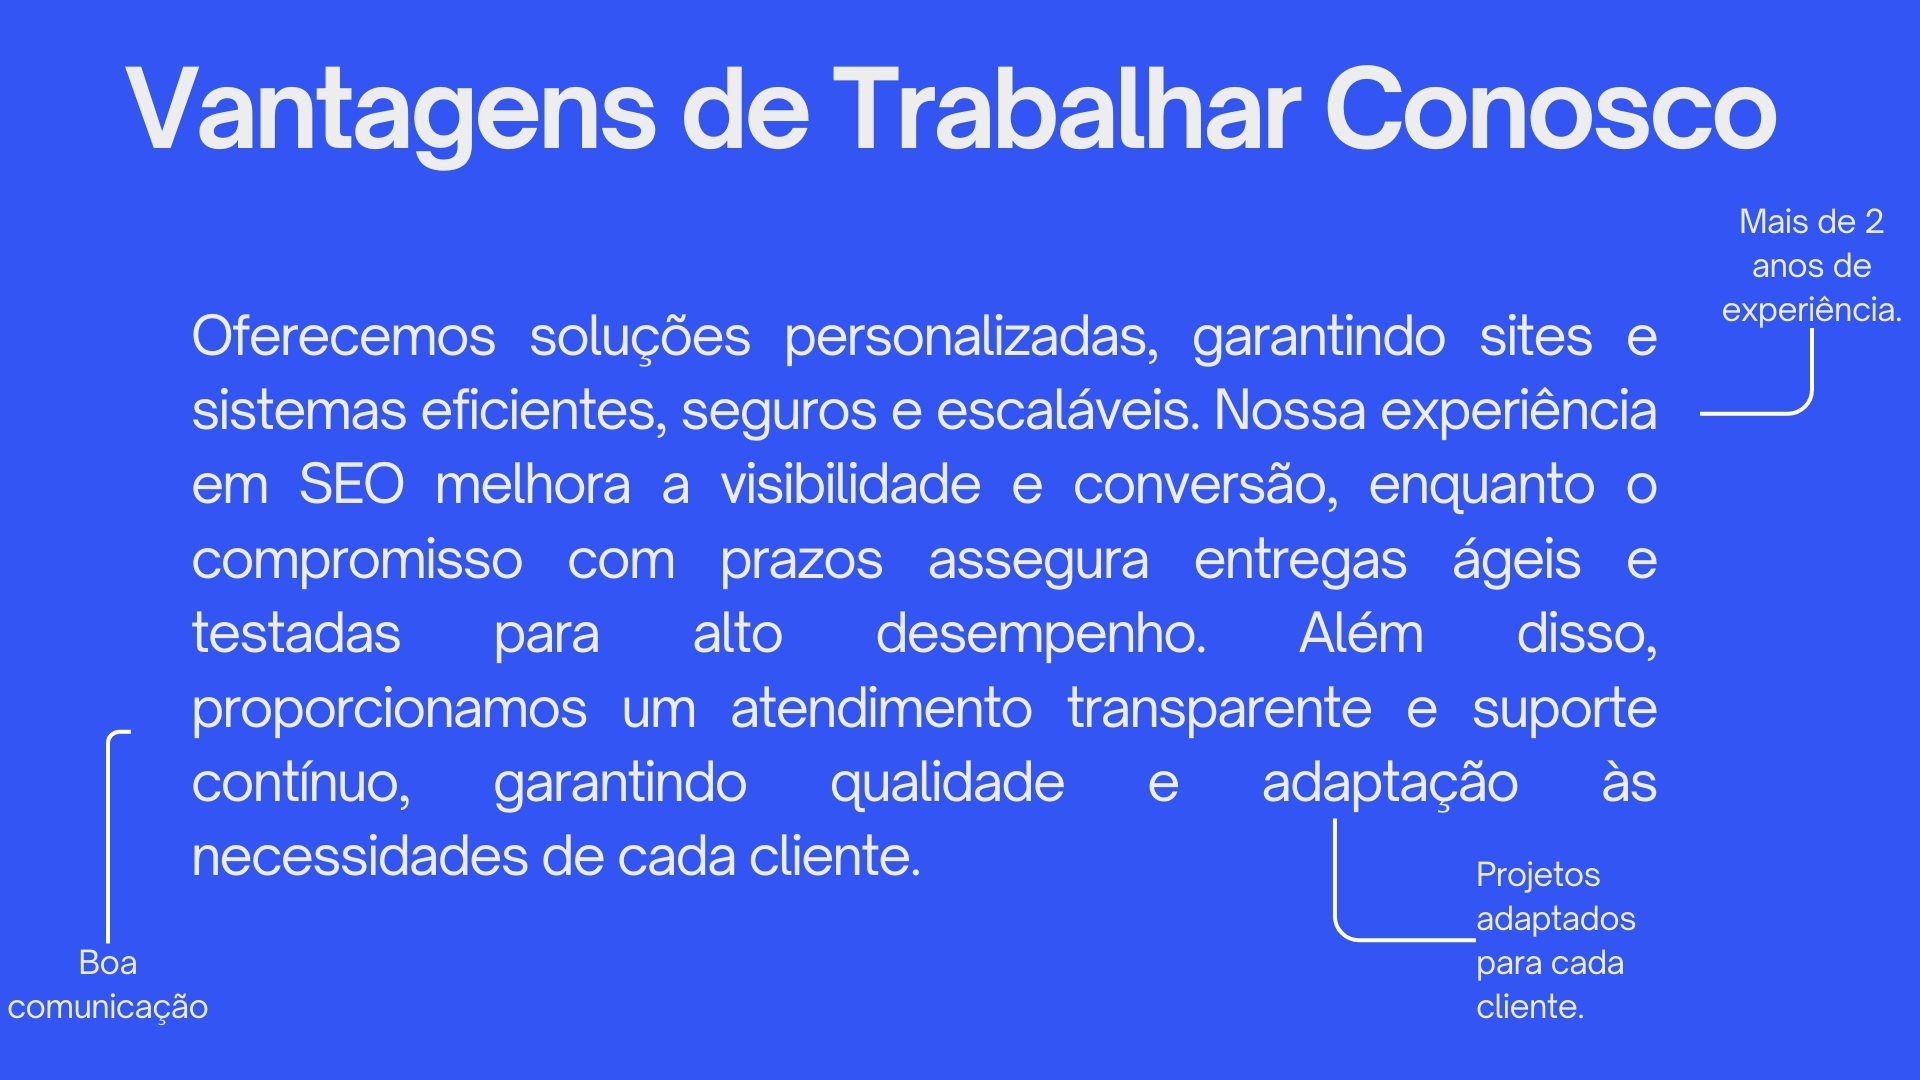 Vantagens de Trabalhar Conosco
Mais de 2
anos de
experiência.
Oferecemos soluções personalizadas, garantindo sites e
sistemas eficientes, seguros e escaláveis. Nossa experiência
em SEO melhora a visibilidade e conversão, enquanto o
compromisso com prazos assegura entregas ágeis e
testadas para alto desempenho. Além disso,
proporcionamos um atendimento transparente e suporte
contínuo, garantindo qualidade e adaptação às
necessidades de cada cliente.
Projetos
adaptados
para cada
cliente.
Boa
comunicação